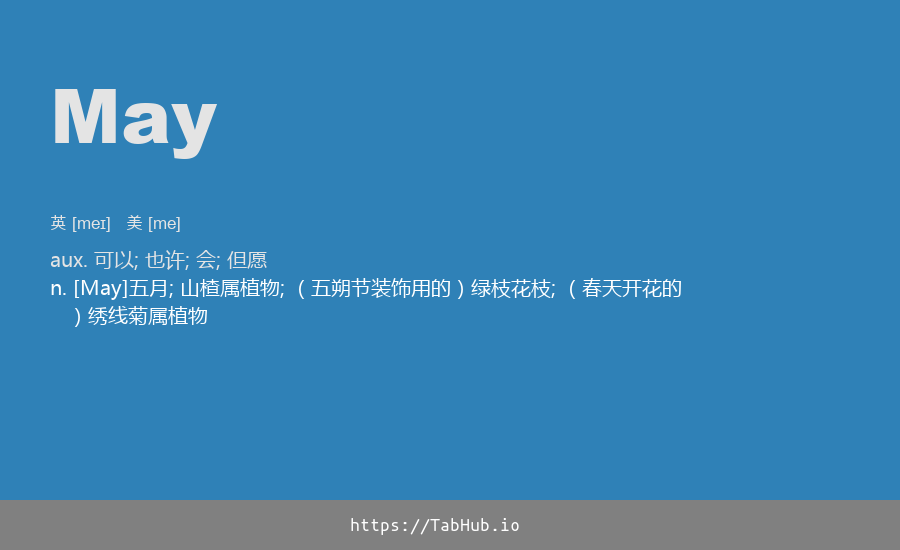 May
英 [meɪ] 美 [me]
aux. 可以; 也许; 会; 但愿
n. [May]五月; 山楂属植物; （五朔节装饰用的）绿枝花枝; （春天开花的
）绣线菊属植物
https://TabHub.io